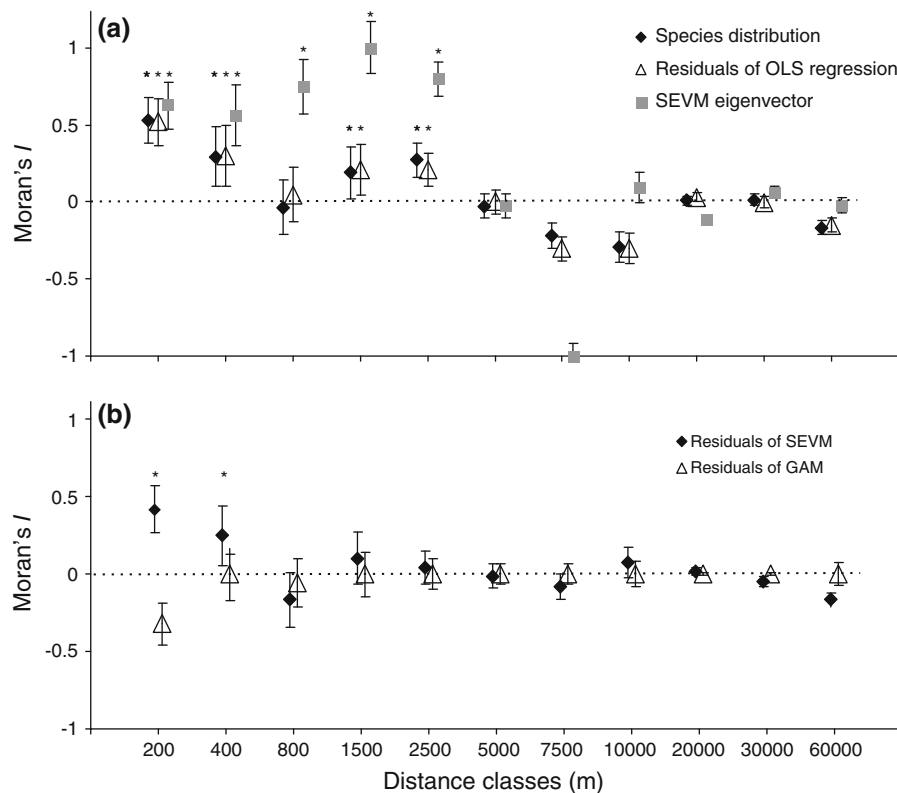 (a)
Species distribution
Residuals of OLS regression
SEVM eigenvector
* * *
* * *
*
* * *
* * *
1
0.5
0
-0.5
-1
Moran's I
(b)
Residuals of SEVM
Residuals of GAM
*
*
1
0.5
0
-0.5
-1
Moran's I
200 400 800 1500 2500 5000 7500 10000 20000 30000 60000
Distance classes (m)